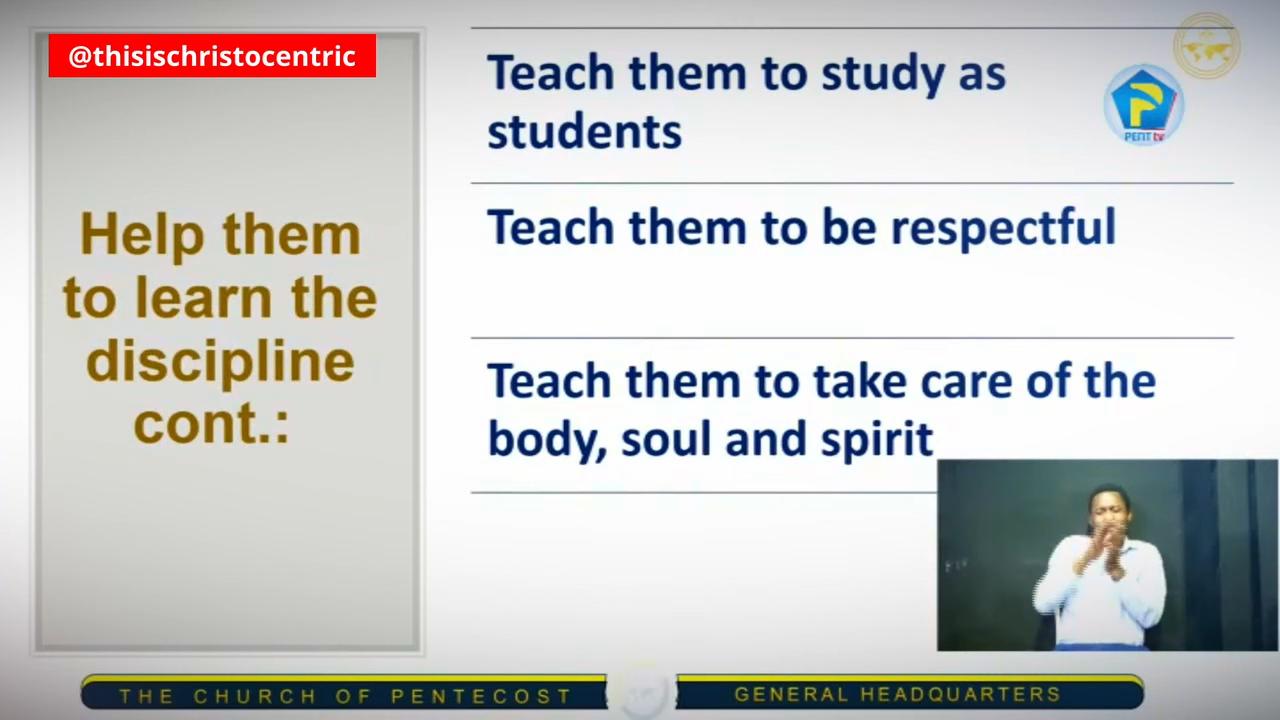 @thisischristocentric
Help them
to learn the
discipline
cont.:
Teach them to study as
students
Teach them to be respectful
Teach them to take care of the
body, soul and spirit
PENT tv
THE CHURCH OF PENTECOST
GENERAL HEADQUARTERS